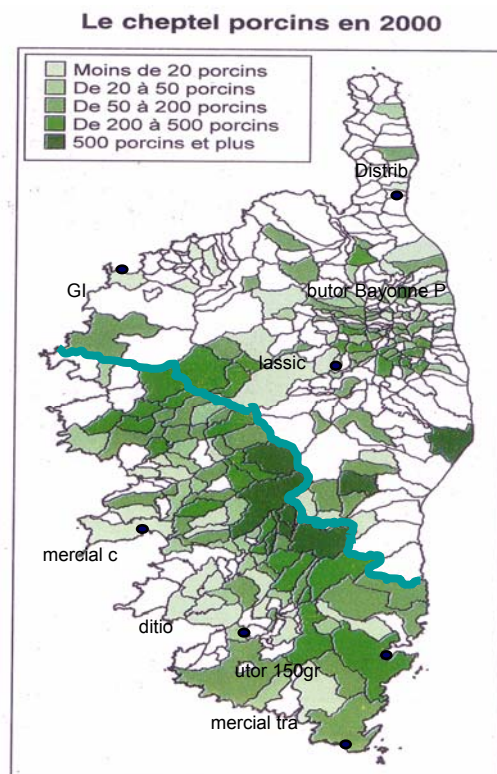 Le cheptel porcins en 2000
Moins de 20 porcins
De 20 à 50 porcins
De 50 à 200 porcins
De 200 à 500 porcins
500 porcins et plus
Distrib
GI
butor Bayonne P
lassic
mercial c
ditio
utor 150gr
mercial tra